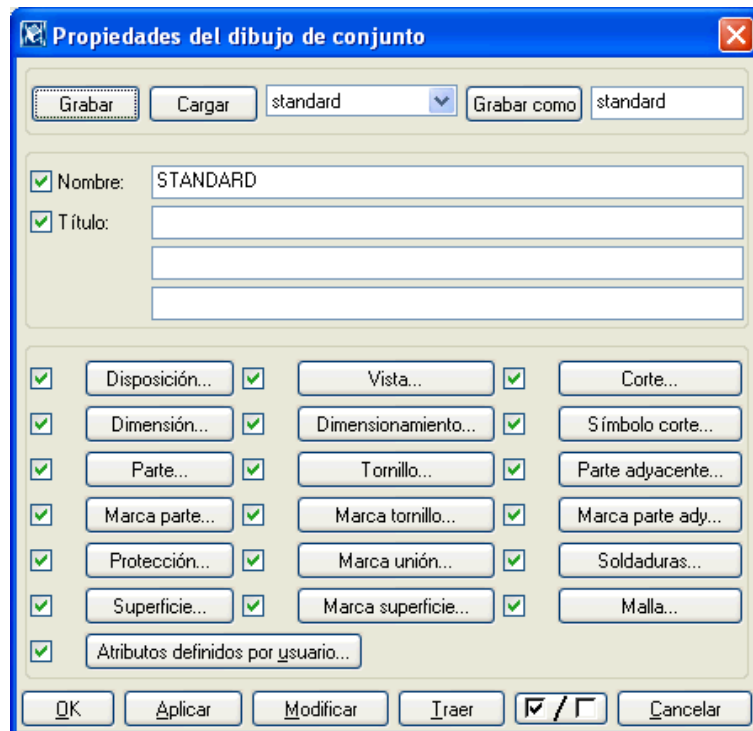 Propiedades del dibujo de conjunto
Grabar Cargar standard Grabar como standard
Nombre: STANDARD
Título:
Disposición... Vista... Corte...
Dimensión... Dimensionamiento... Símbolo corte...
Parte... Tornillo... Parte adyacente...
Marca parte... Marca tornillo... Marca parte ady...
Protección... Marca unión... Soldaduras...
Superficie... Marca superficie... Malla...
Atributos definidos por usuario...
OK Aplicar Modificar Traer / Cancelar